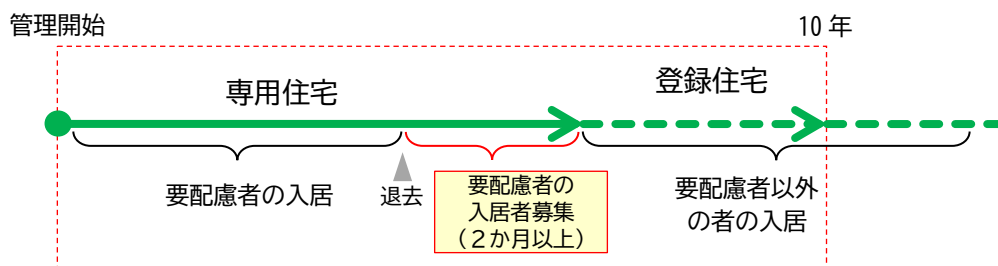 管理開始
10年
専用住宅
登録住宅
要配慮者の入居
退去
要配慮者の
入居者募集
（２か月以上）
要配慮者以外
の者の入居